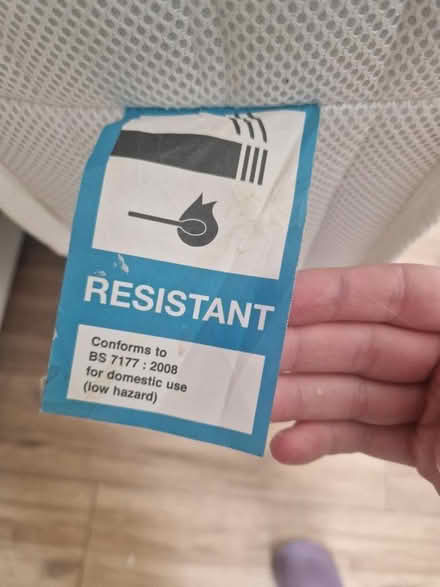 RESISTANT
Conforms to
BS 7177 : 2008
for domestic use
(low hazard)